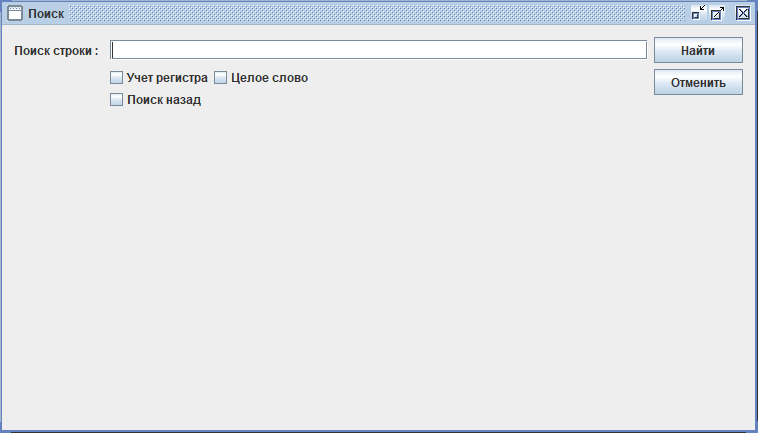 Поиск
Поиск строки :
Найти
Учет регистра Целое слово
Отменить
Поиск назад